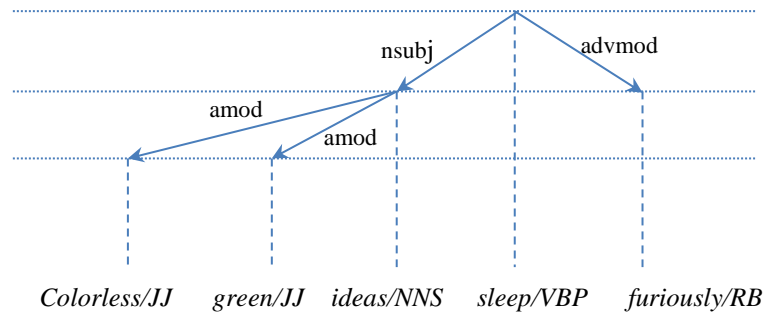 nsubj
advmod
amod
amod
Colorless/JJ green/JJ ideas/NNS sleep/VBP furiously/RB